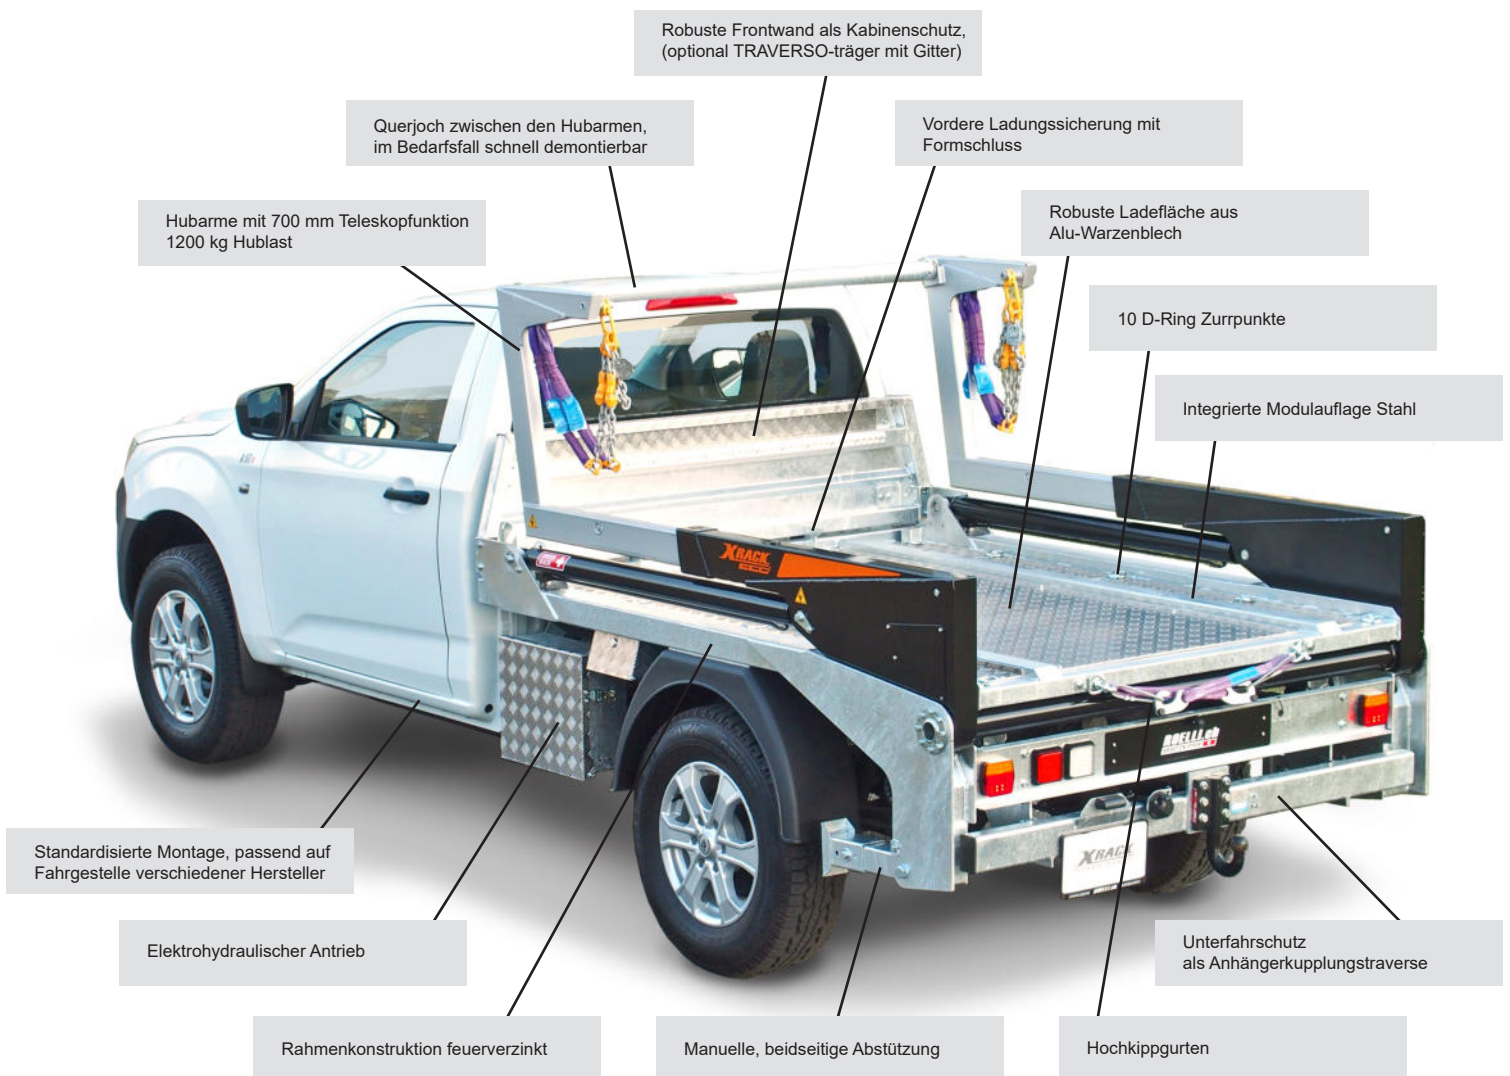 Robuste Frontwand als Kabinenschutz,
(optional TRAVERSO-träger mit Gitter)
Querjoch zwischen den Hubarmen,
im Bedarfsfall schnell demontierbar
Vordere Ladungssicherung mit
Formschluss
Hubarme mit 700 mm Teleskopfunktion
1200 kg Hublast
Robuste Ladefläche aus
Alu-Warzenblech
10 D-Ring Zurrpunkte
Integrierte Modulauflage Stahl
XRACK
ECO
ROELLI.ch
XRACK
Standardisierte Montage, passend auf
Fahrgestelle verschiedener Hersteller
Elektrohydraulischer Antrieb
Unterfahrschutz
als Anhängerkupplungstraverse
Rahmenkonstruktion feuerverzinkt
Manuelle, beidseitige Abstützung
Hochkippgurten